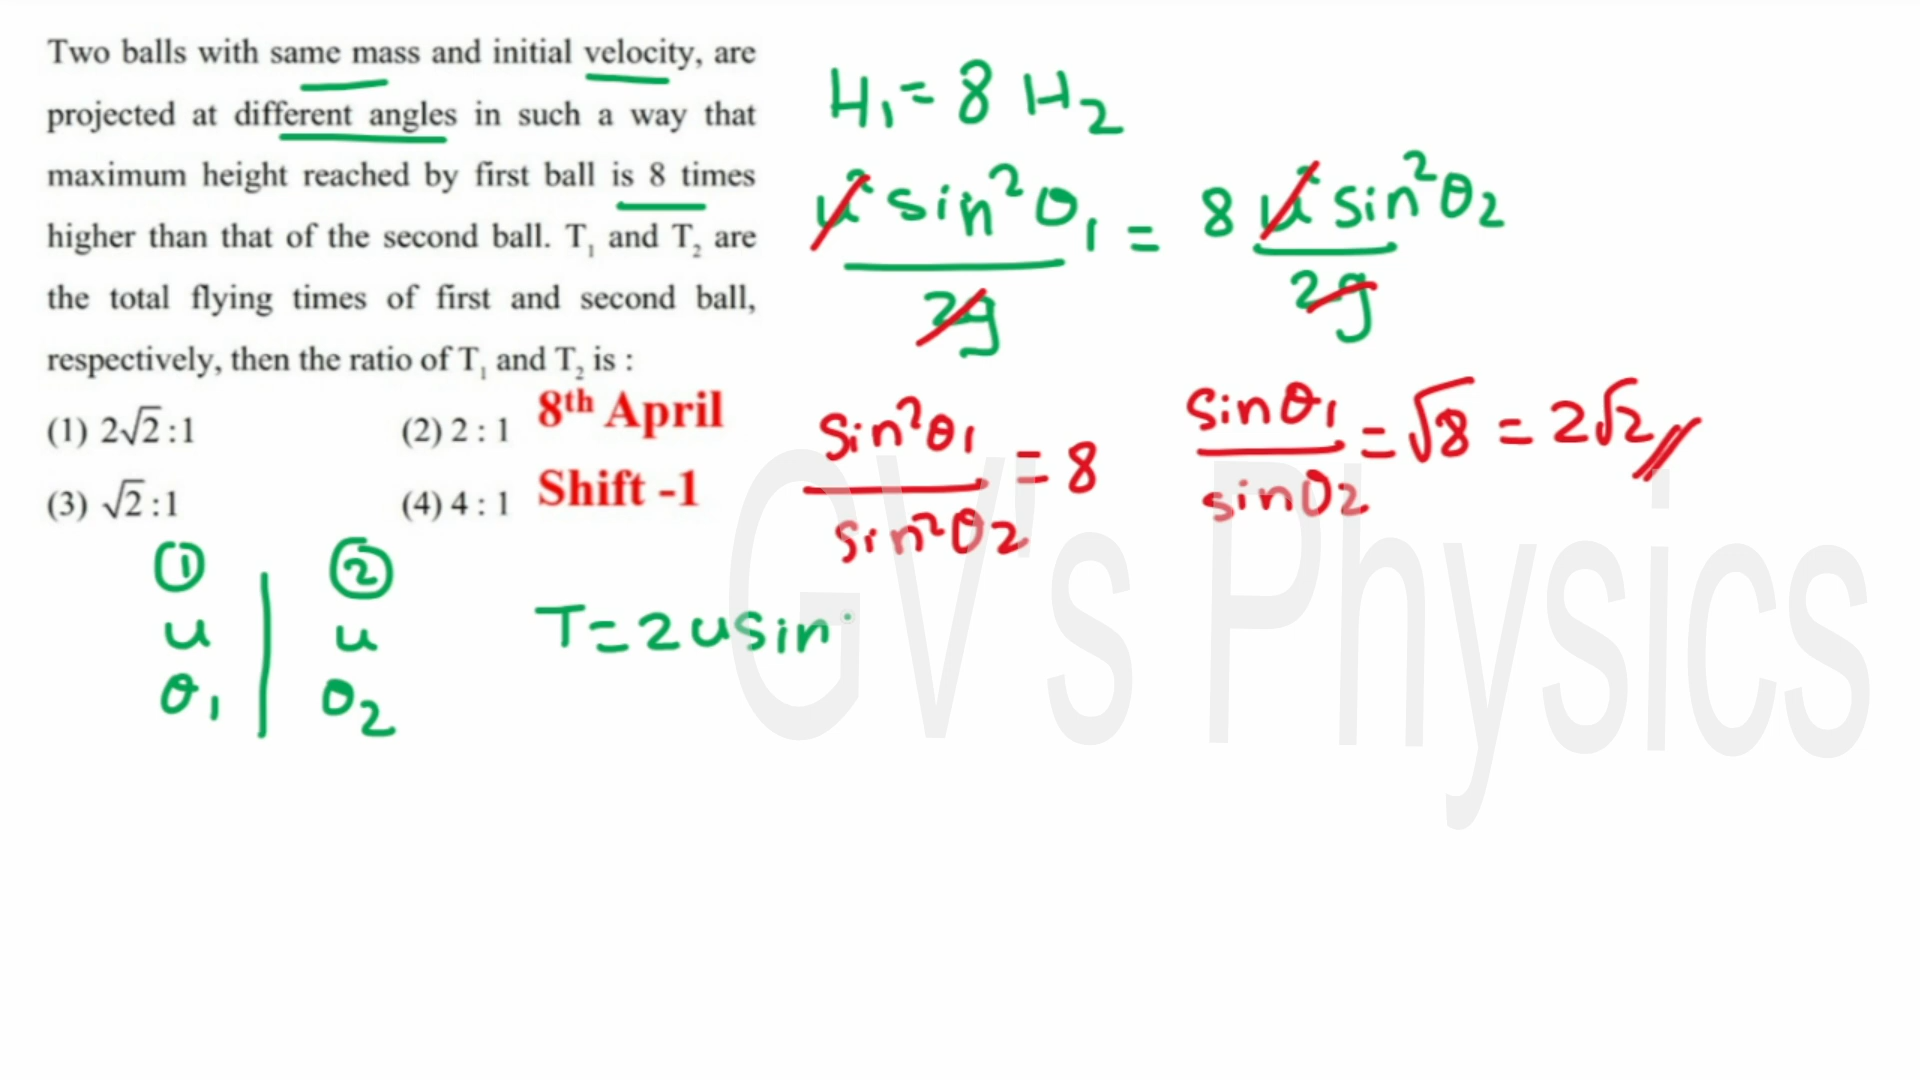 Two balls with same mass and initial velocity, are
projected at different angles in such a way that
maximum height reached by first ball is 8 times
higher than that of the second ball. T₁ and T₂ are
the total flying times of first and second ball,
respectively, then the ratio of T₁ and T₂ is :
(1) 2√2 : 1 (2) 2 : 1
(3) √2 : 1 (4) 4 : 1
8th April
Shift -1
① ②
u u
θ₁ θ₂
H₁ = 8 H₂
u² sin²θ₁ / 2g = 8 u² sin²θ₂ / 2g
sin²θ₁ / sin²θ₂ = 8
sinθ₁ / sinθ₂ = √8 = 2√2 //
T = 2usin
GV's Physics